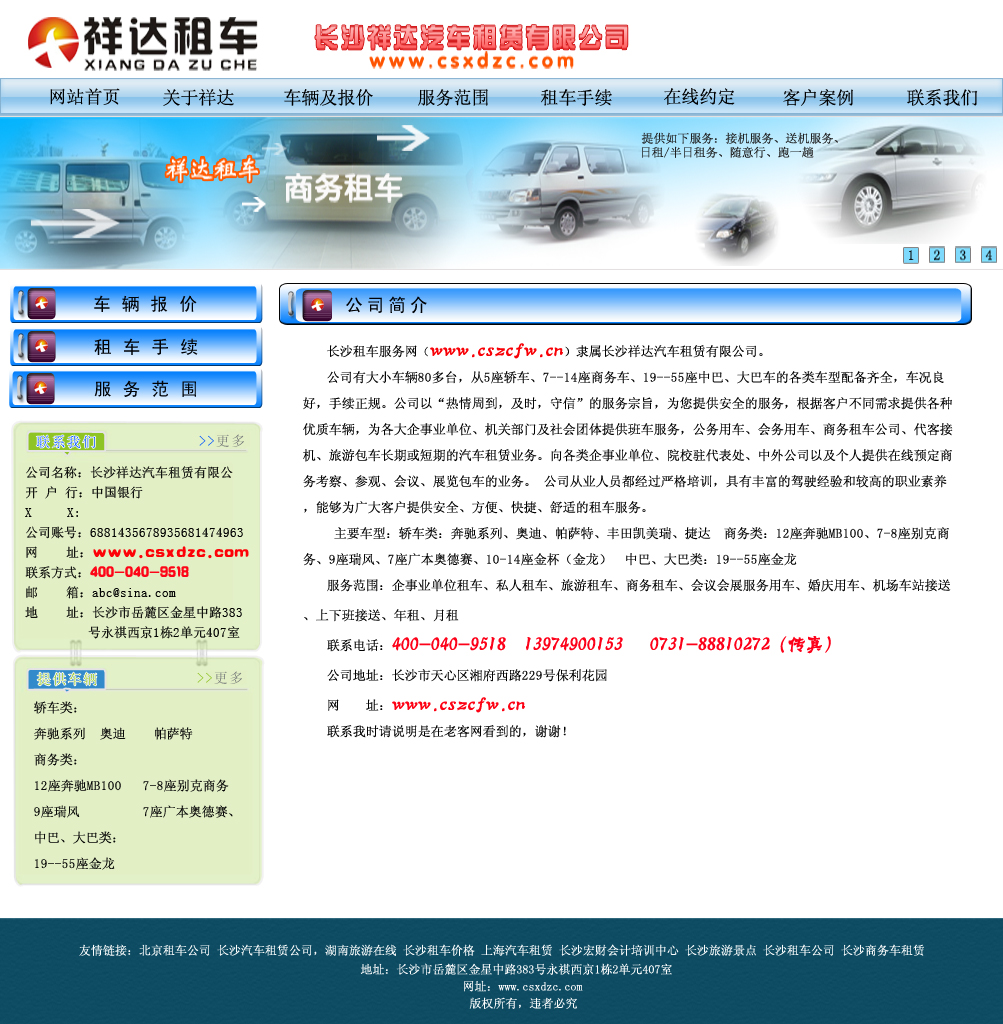 祥达租车
XIANG DA ZU CHE
长沙祥达汽车租赁有限公司
www.csxdzc.com
网站首页 关于祥达 车辆及报价 服务范围 租车手续 在线约定 客户案例 联系我们
祥达租车
商务租车
提供如下服务：接机服务、送机服务、
日租/半日租务、随意行、跑一趟
1 2 3 4
车辆报价
租车手续
服务范围
联系我们 >>更多
公司名称：长沙祥达汽车租赁有限公
开 户 行：中国银行
X    X:
公司账号：6881435678935681474963
网    址：www.csxdzc.com
联系方式：400-040-9518
邮    箱：abc@sina.com
地    址：长沙市岳麓区金星中路383
号永祺西京1栋2单元407室
提供车辆 >>更多
轿车类：
奔驰系列  奥迪    帕萨特
商务类：
12座奔驰MB100   7-8座别克商务
9座瑞风         7座广本奥德赛、
中巴、大巴类：
19--55座金龙
公司简介
长沙租车服务网（www.cszcfw.cn）隶属长沙祥达汽车租赁有限公司。
公司有大小车辆80多台，从5座轿车、7--14座商务车、19--55座中巴、大巴车的各类车型配备齐全，车况良
好，手续正规。公司以“热情周到，及时，守信”的服务宗旨，为您提供安全的服务，根据客户不同需求提供各种
优质车辆，为各大企事业单位、机关部门及社会团体提供班车服务，公务用车、会务用车、商务租车公司、代客接
机、旅游包车长期或短期的汽车租赁业务。向各类企事业单位、院校驻代表处、中外公司以及个人提供在线预定商
务考察、参观、会议、展览包车的业务。 公司从业人员都经过严格培训，具有丰富的驾驶经验和较高的职业素养
，能够为广大客户提供安全、方便、快捷、舒适的租车服务。
主要车型：轿车类：奔驰系列、奥迪、帕萨特、丰田凯美瑞、捷达  商务类：12座奔驰MB100、7-8座别克商
务、9座瑞风、7座广本奥德赛、10-14座金杯（金龙）  中巴、大巴类：19--55座金龙
服务范围：企事业单位租车、私人租车、旅游租车、商务租车、会议会展服务用车、婚庆用车、机场车站接送
、上下班接送、年租、月租
联系电话：400-040-9518  13974900153   0731-88810272（传真）
公司地址：长沙市天心区湘府西路229号保利花园
网    址：www.cszcfw.cn
联系我时请说明是在老客网看到的，谢谢！
友情链接：北京租车公司 长沙汽车租赁公司，湖南旅游在线 长沙租车价格 上海汽车租赁 长沙宏财会计培训中心 长沙旅游景点 长沙租车公司 长沙商务车租赁
地址：长沙市岳麓区金星中路383号永祺西京1栋2单元407室
网址：www.csxdzc.com
版权所有，违者必究